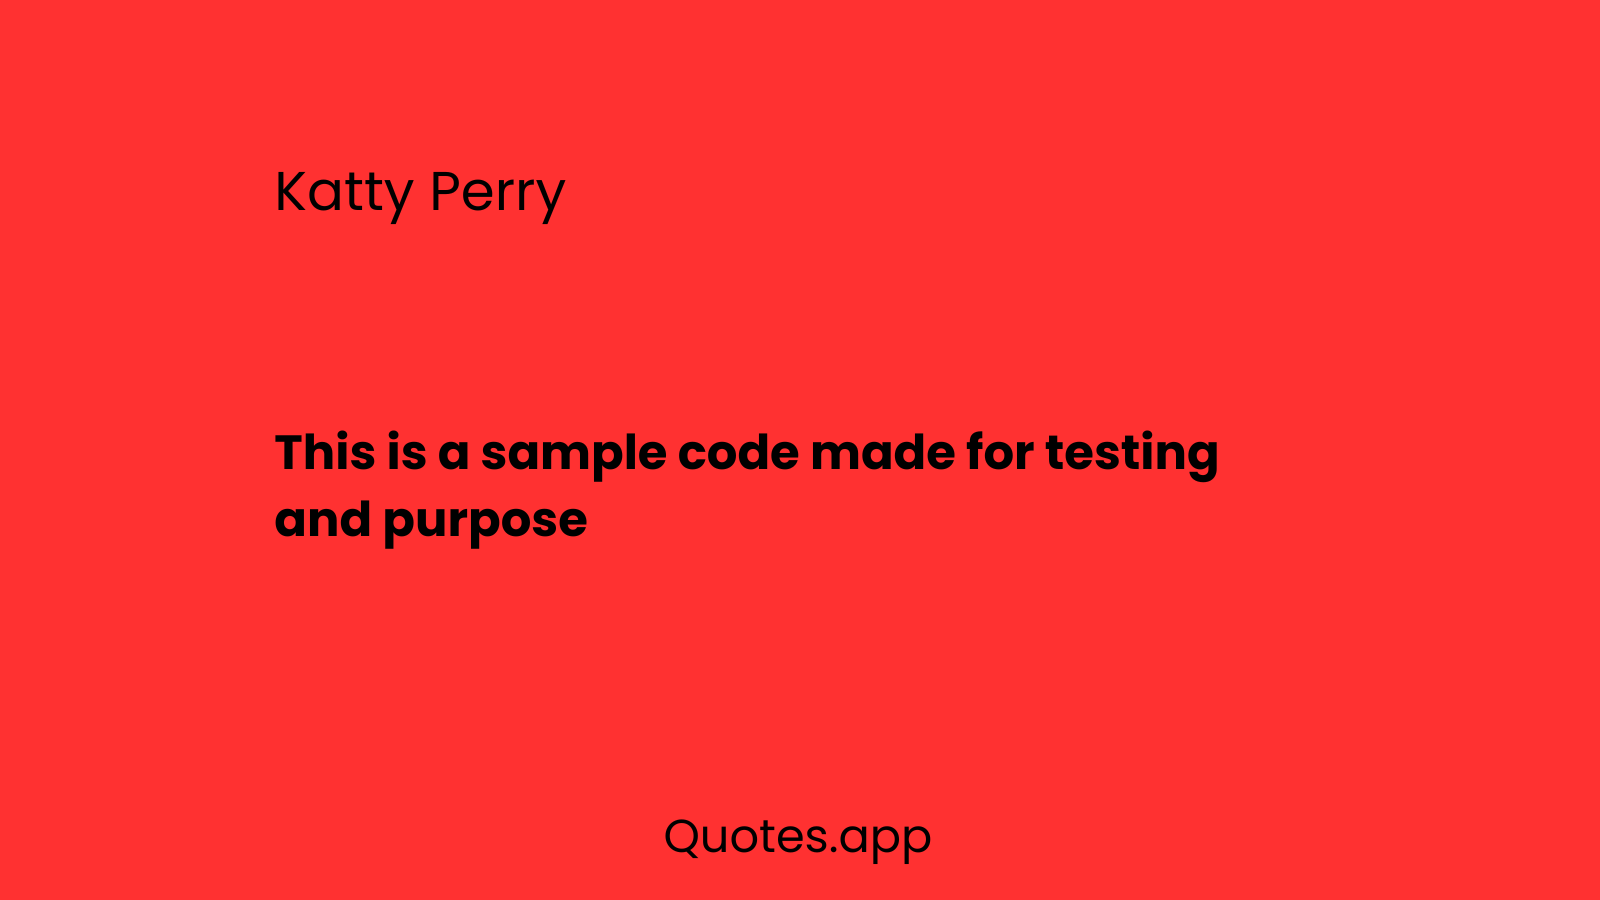 Katty Perry
This is a sample code made for testing
and purpose
Quotes.app